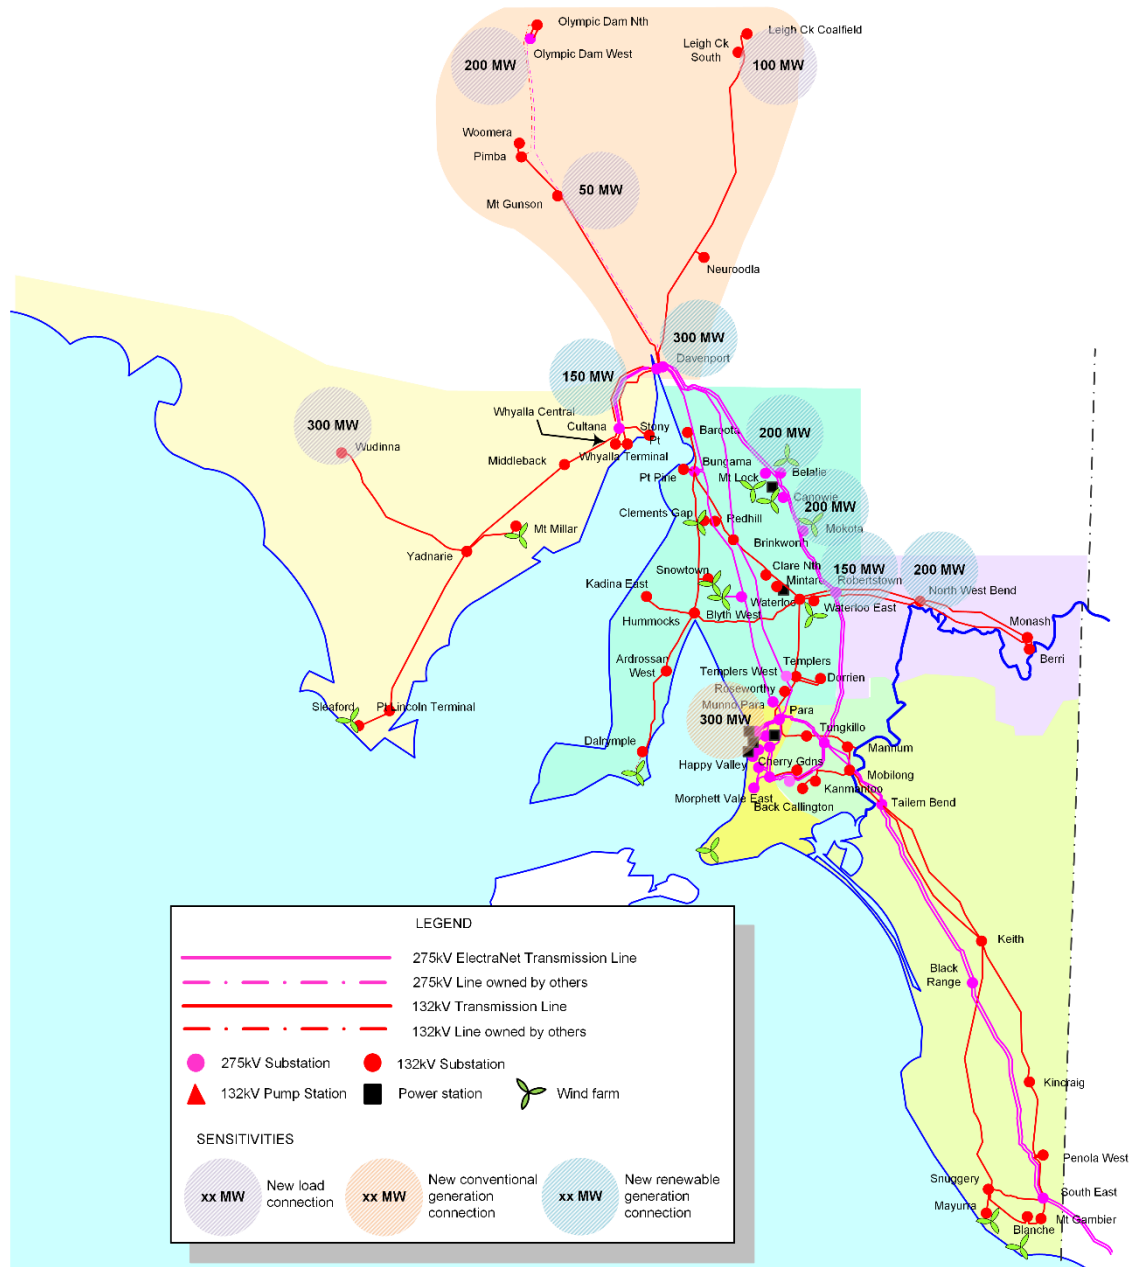 Olympic Dam Nth
Olympic Dam West
200 MW
Leigh Ck Coalfield
Leigh Ck
South
100 MW
Woomera
Pimba
50 MW
Mt Gunson
Neuroodla
300 MW
Davenport
150 MW
Whyalla Central
Cultana
Stony
Pt
300 MW
Wudinna
Middleback
Whyalla Terminal
Baroota
200 MW
Bungama
Belalie
Pt Pirie
Mt Lock
Canowie
200 MW
Mokota
Clements Gap
Redhill
Mt Millar
Yadnarie
Brinkworth
Clare Nth
Mintaro
150 MW
200 MW
Robertstown
North West Bend
Snowtown
Kadina East
Waterloo
Waterloo East
Blyth West
Hummocks
Monash
Berri
Ardrossan
West
Templers
Templers West
Dorrien
Roseworthy
Munno Para
Para
300 MW
Sleaford
Pt Lincoln Terminal
Tungkillo
Mannum
Dalrymple
Happy Valley
Cherry Gdns
Mobilong
Kanmantoo
Morphett Vale East
Back Callington
Tailem Bend
Keith
Black
Range
Kincraig
Penola West
Snuggery
South East
Mayurra
Mt Gambier
Blanche
LEGEND
275kV ElectraNet Transmission Line
275kV Line owned by others
132kV Transmission Line
132kV Line owned by others
275kV Substation
132kV Substation
132kV Pump Station
Power station
Wind farm
SENSITIVITIES
xx MW
New load
connection
xx MW
New conventional
generation
connection
xx MW
New renewable
generation
connection